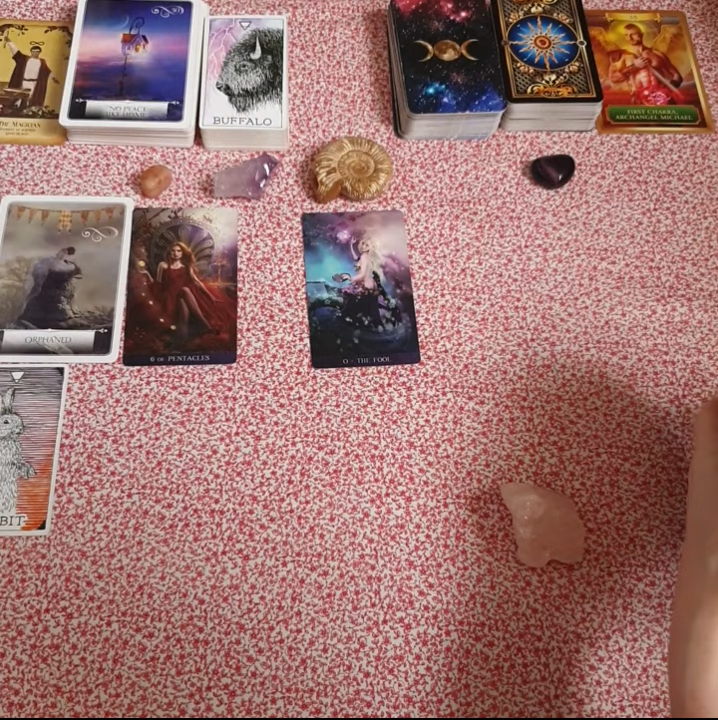 THE MAGICIAN
NO PLACE
LIKE HOME
BUFFALO
FIRST CHAKRA,
ARCHANGEL MICHAEL
ORPHANED
6 OF PENTACLES
0 - THE FOOL
BIT